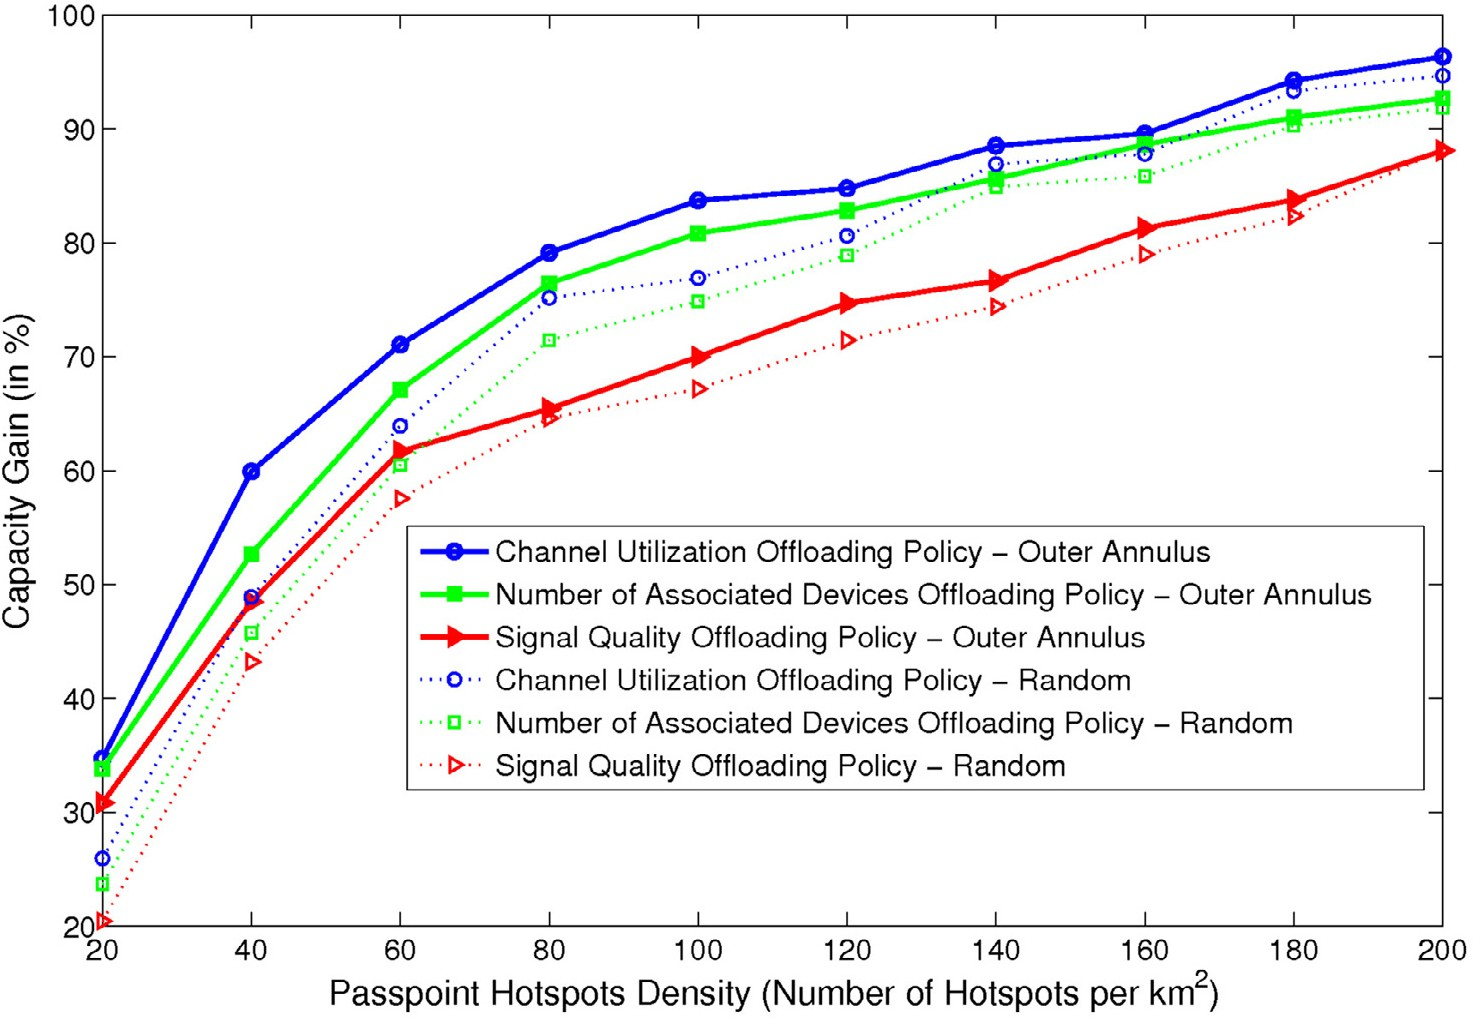 100
90
80
70
60
50
40
30
20
Capacity Gain (in %)
Channel Utilization Offloading Policy – Outer Annulus
Number of Associated Devices Offloading Policy – Outer Annulus
Signal Quality Offloading Policy – Outer Annulus
Channel Utilization Offloading Policy – Random
Number of Associated Devices Offloading Policy – Random
Signal Quality Offloading Policy – Random
20 40 60 80 100 120 140 160 180 200
Passpoint Hotspots Density (Number of Hotspots per km²)